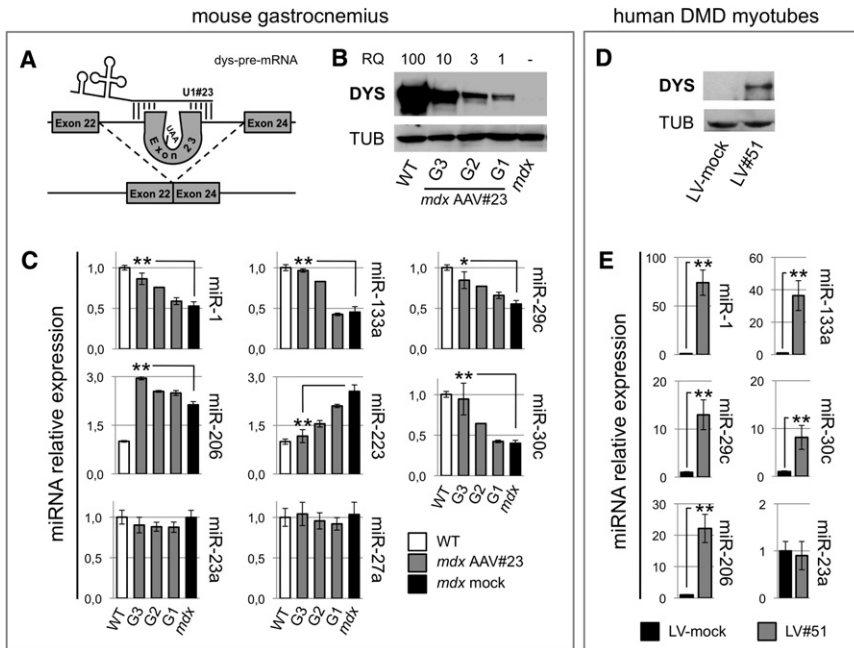 mouse gastrocnemius
human DMD myotubes
A
dys-pre-mRNA
U1#23
Exon 22
UAA
Exon 23
Exon 24
Exon 22 Exon 24
B
RQ 100 10 3 1 -
DYS
TUB
WT G3 G2 G1 mdx
mdx AAV#23
D
DYS
TUB
LV-mock LV#51
C
miRNA relative expression
1,0
0,5
0,0
**
miR-1
1,0
0,5
0,0
**
miR-133a
1,0
0,5
0,0
*
miR-29c
3,0
1,5
0,0
**
miR-206
3,0
1,5
0,0
**
miR-223
1,0
0,5
0,0
**
miR-30c
WT G3 G2 G1 mdx
1,0
0,5
0,0
miR-23a
WT G3 G2 G1 mdx
1,0
0,5
0,0
miR-27a
WT G3 G2 G1 mdx
WT
mdx AAV#23
mdx mock
E
miRNA relative expression
100
50
0
**
miR-1
60
40
20
0
**
miR-133a
20
10
0
**
miR-29c
20
10
0
**
miR-30c
30
20
10
0
**
miR-206
2
1
0
miR-23a
LV-mock
LV#51